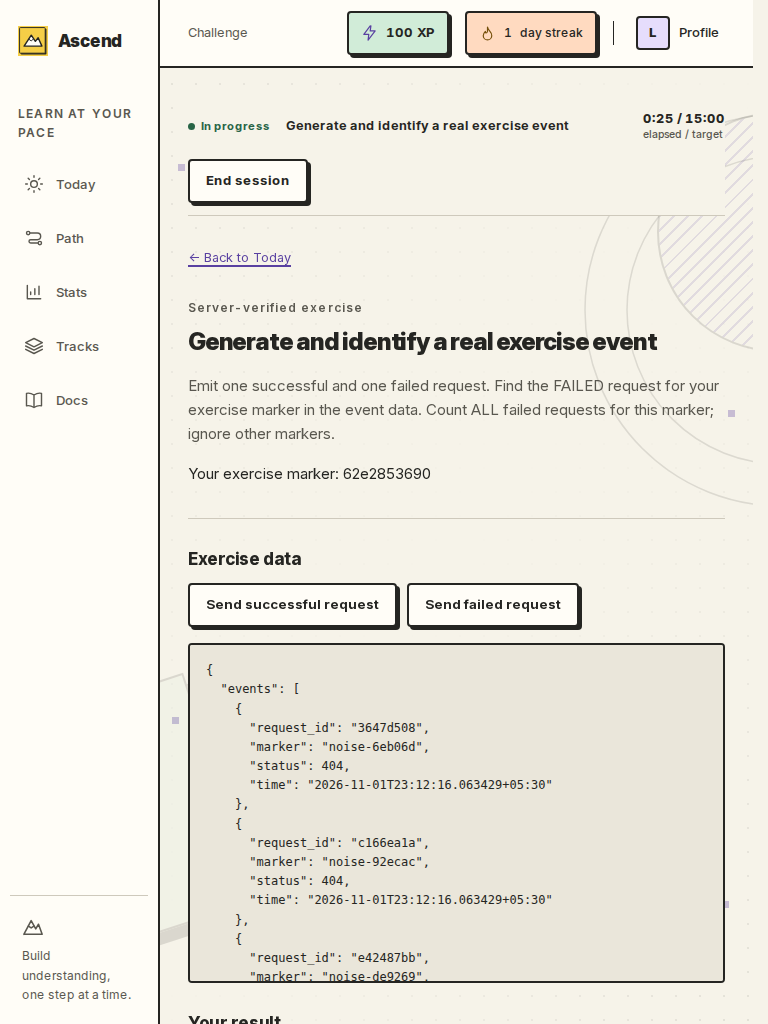 Ascend
LEARN AT YOUR
PACE
Today
Path
Stats
Tracks
Docs
Build
understanding,
one step at a time.
Challenge
100 XP
1 day streak
L
Profile
In progress
Generate and identify a real exercise event
0:25 / 15:00
elapsed / target
End session
← Back to Today
Server-verified exercise
Generate and identify a real exercise event
Emit one successful and one failed request. Find the FAILED request for your
exercise marker in the event data. Count ALL failed requests for this marker;
ignore other markers.
Your exercise marker: 62e2853690
Exercise data
Send successful request
Send failed request
{
"events": [
{
"request_id": "3647d508",
"marker": "noise-6eb06d",
"status": 404,
"time": "2026-11-01T23:12:16.063429+05:30"
},
{
"request_id": "c166ea1a",
"marker": "noise-92ecac",
"status": 404,
"time": "2026-11-01T23:12:16.063429+05:30"
},
{
"request_id": "e42487bb",
"marker": "noise-de9269",
Your result